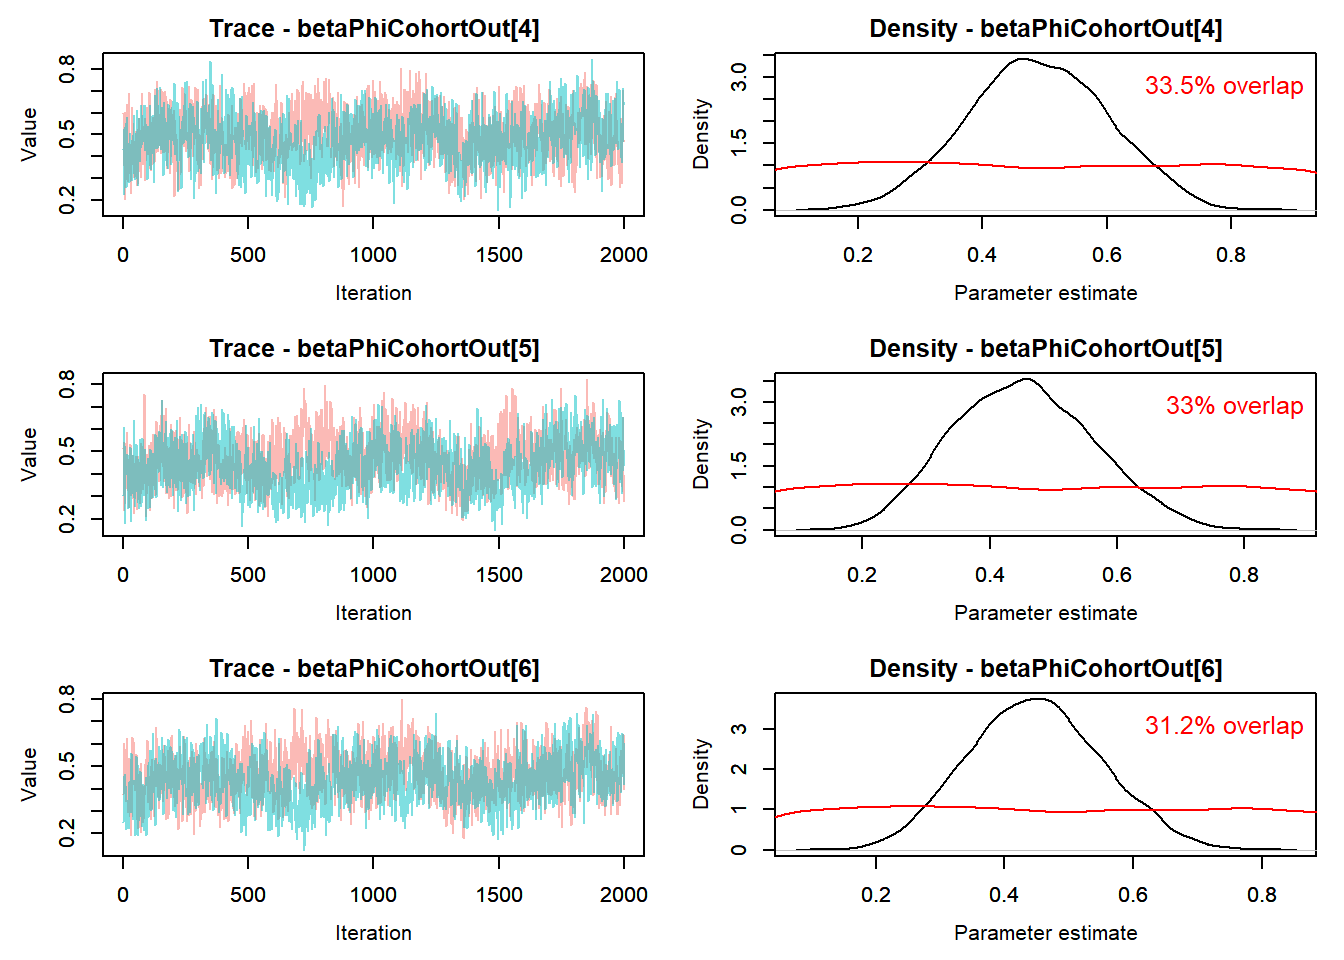 Trace - betaPhiCohortOut[4]
Value
0.2 0.5 0.8
0 500 1000 1500 2000
Iteration
Density - betaPhiCohortOut[4]
33.5% overlap
Density
0.0 1.5 3.0
0.2 0.4 0.6 0.8
Parameter estimate
Trace - betaPhiCohortOut[5]
Value
0.2 0.5 0.8
0 500 1000 1500 2000
Iteration
Density - betaPhiCohortOut[5]
33% overlap
Density
0.0 1.5 3.0
0.2 0.4 0.6 0.8
Parameter estimate
Trace - betaPhiCohortOut[6]
Value
0.2 0.5 0.8
0 500 1000 1500 2000
Iteration
Density - betaPhiCohortOut[6]
31.2% overlap
Density
0 1 2 3
0.2 0.4 0.6 0.8
Parameter estimate